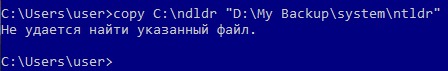 C:\Users\user>copy C:\ndldr "D:\My Backup\system\ntldr"
Не удается найти указанный файл.
C:\Users\user>